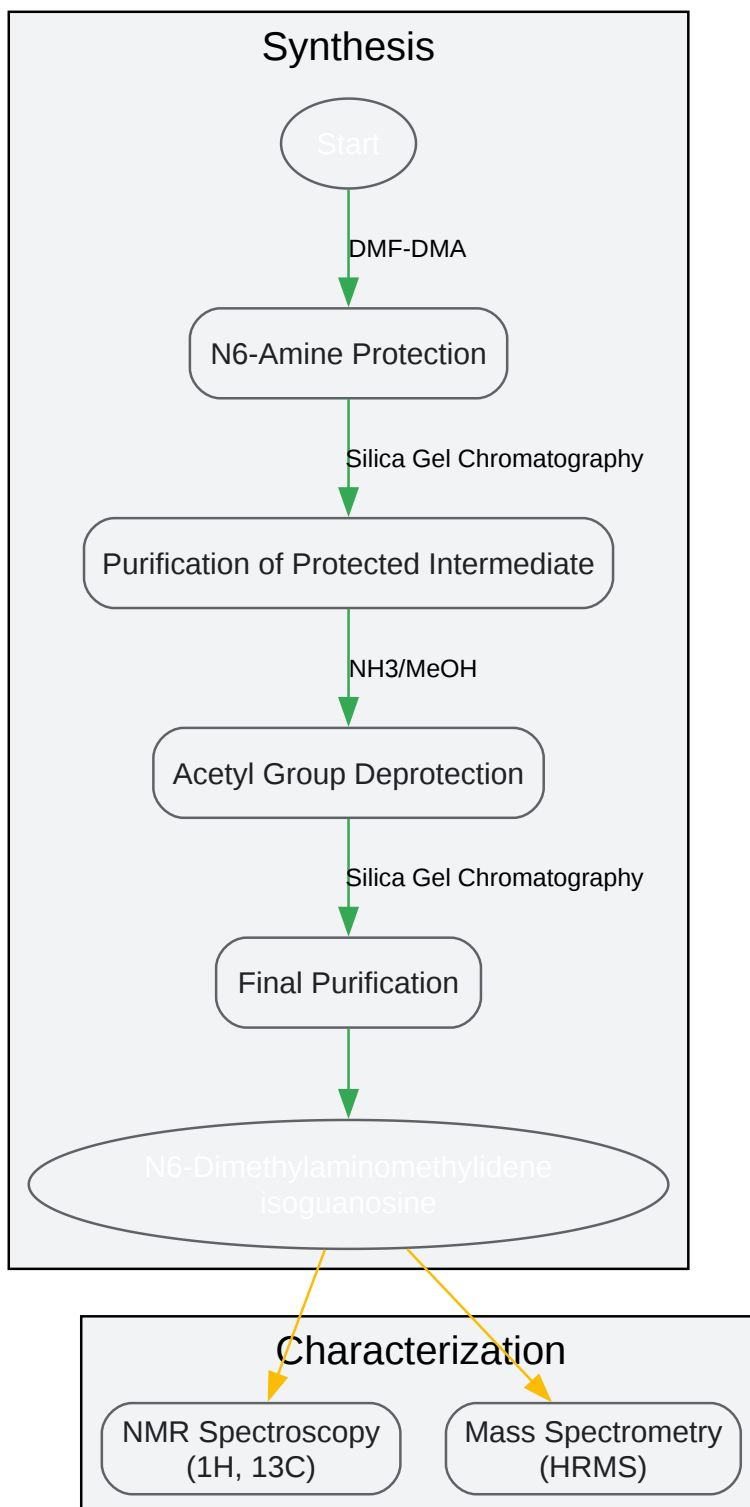 Synthesis
Start
DMF-DMA
N6-Amine Protection
Silica Gel Chromatography
Purification of Protected Intermediate
NH3/MeOH
Acetyl Group Deprotection
Silica Gel Chromatography
Final Purification
N6-Dimethylaminomethylidene
isoguanosine
Characterization
NMR Spectroscopy
(1H, 13C)
Mass Spectrometry
(HRMS)